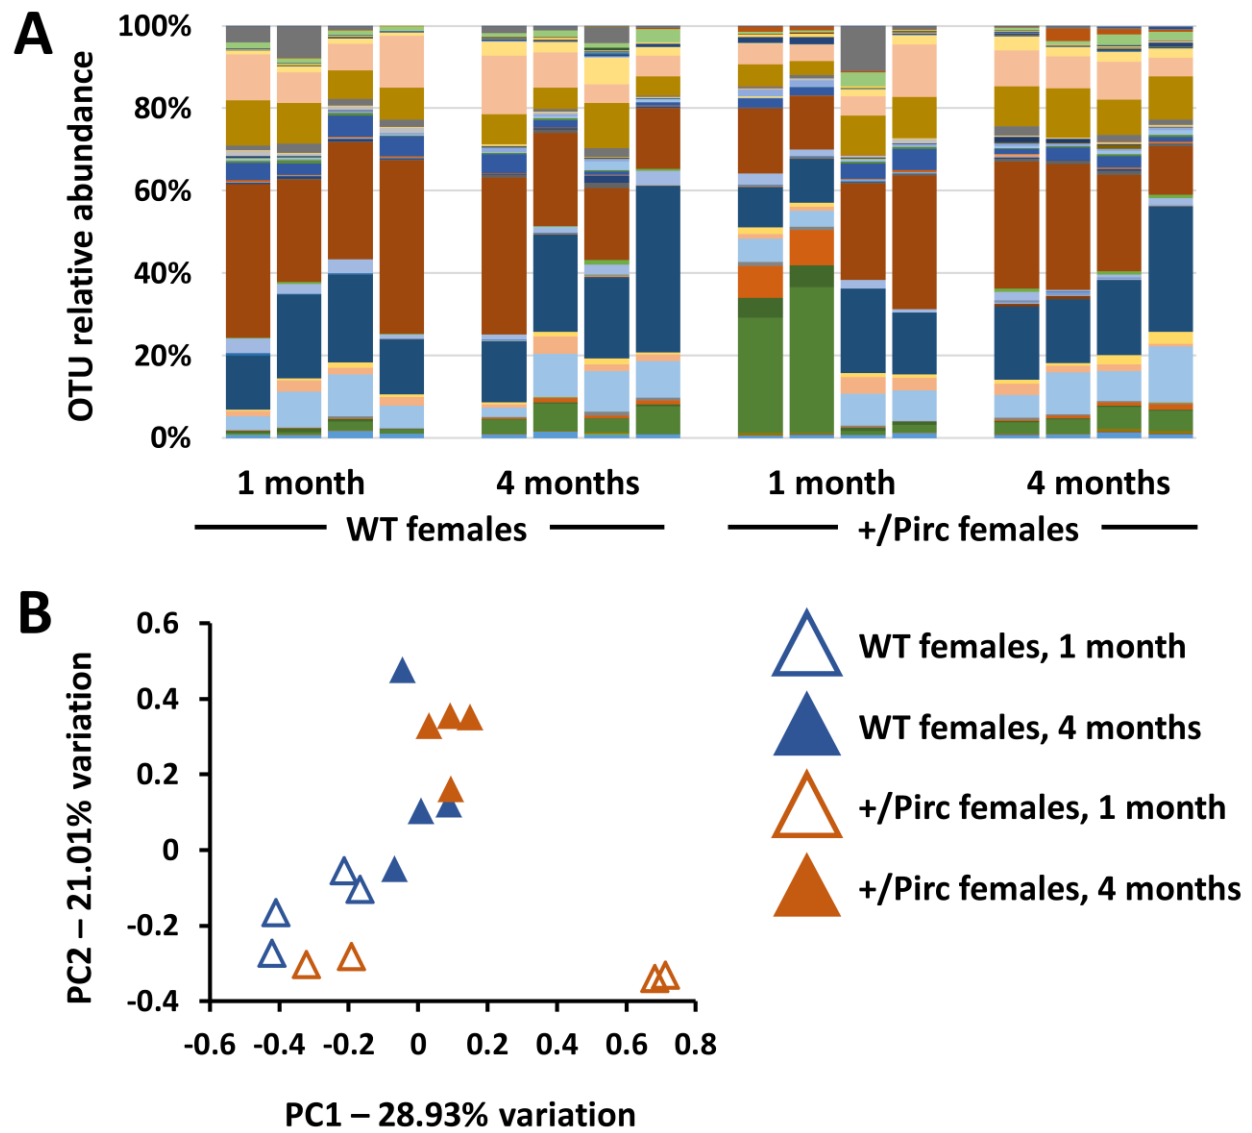 A
OTU relative abundance
100%
80%
60%
40%
20%
0%
1 month
4 months
1 month
4 months
WT females
+/Pirc females
B
PC2 – 21.01% variation
0.6
0.4
0.2
0
-0.2
-0.4
-0.6 -0.4 -0.2 0 0.2 0.4 0.6 0.8
PC1 – 28.93% variation
WT females, 1 month
WT females, 4 months
+/Pirc females, 1 month
+/Pirc females, 4 months